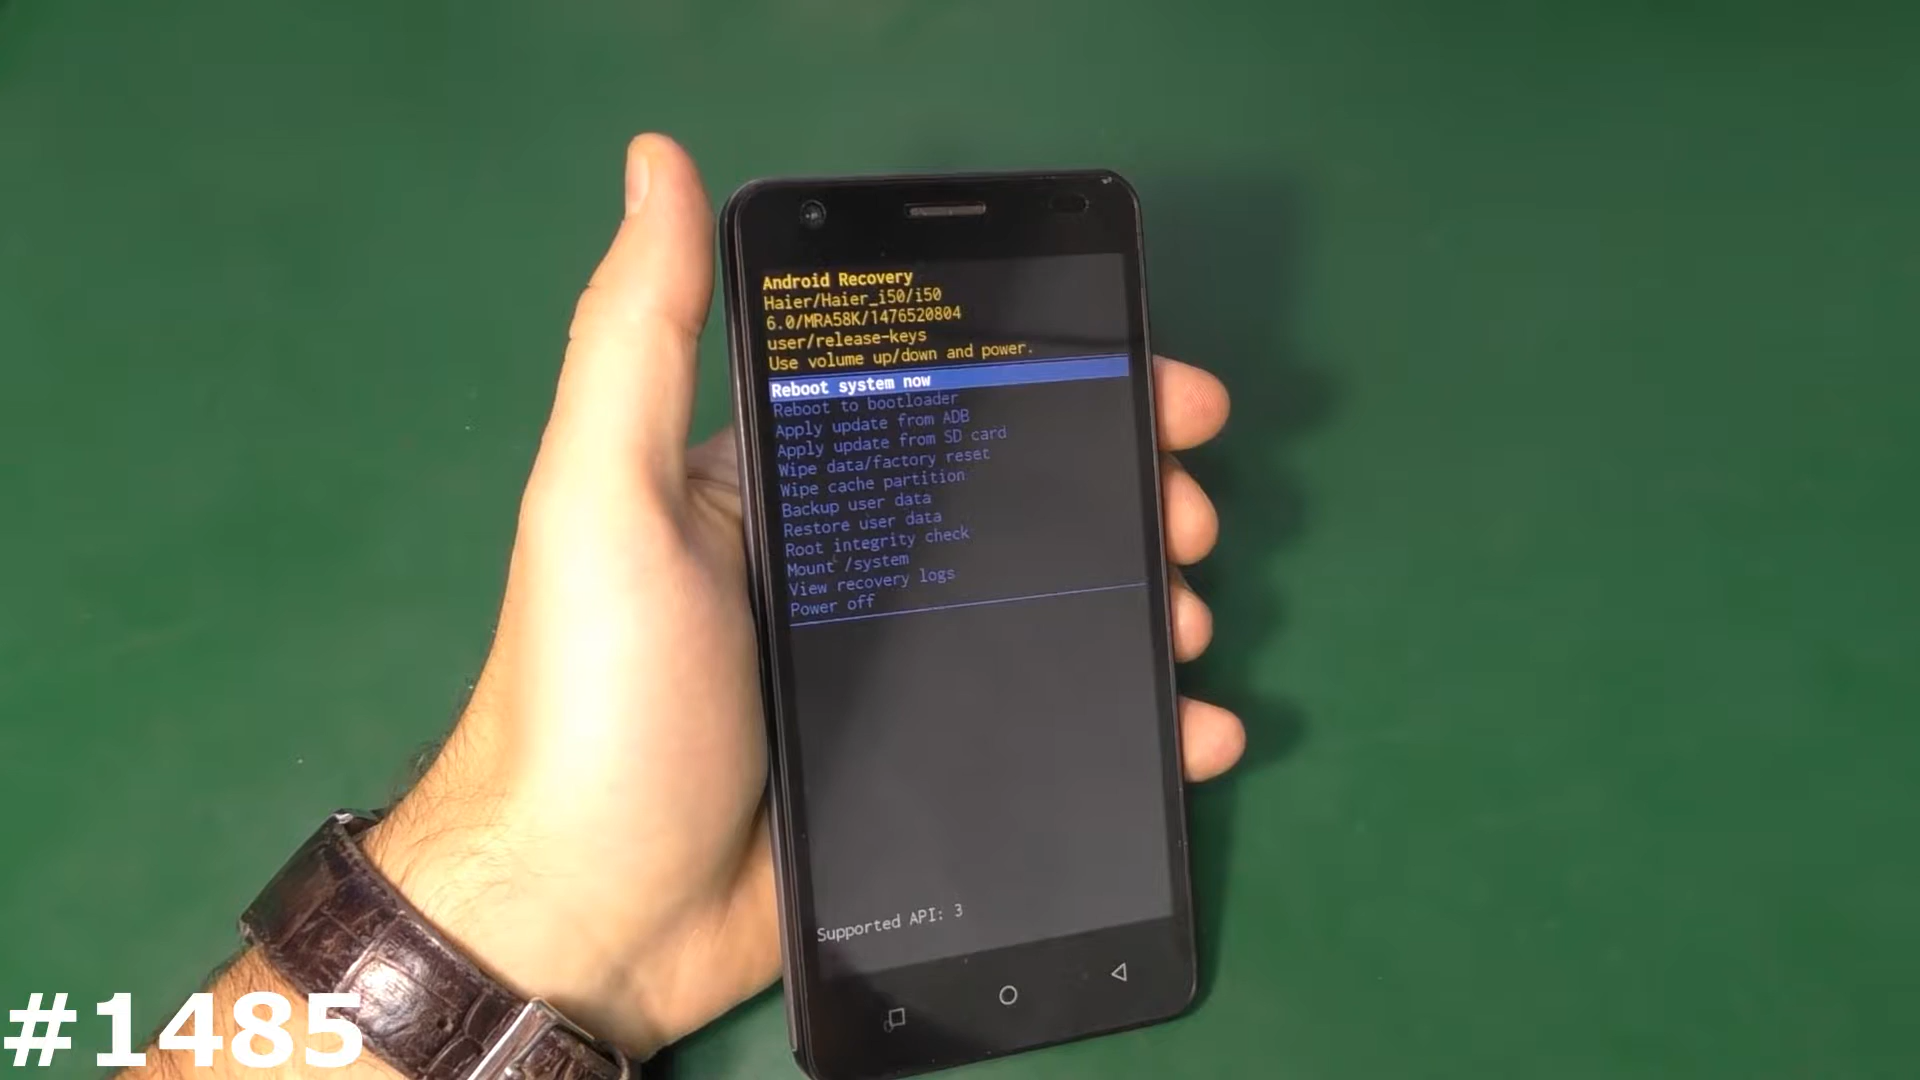 Android Recovery
Haier/Haier_i50/i50
6.0/MRA58K/1476520804
user/release-keys
Use volume up/down and power.
Reboot system now
Reboot to bootloader
Apply update from ADB
Apply update from SD card
Wipe data/factory reset
Wipe cache partition
Backup user data
Restore user data
Root integrity check
Mount /system
View recovery logs
Power off
Supported API: 3
#1485